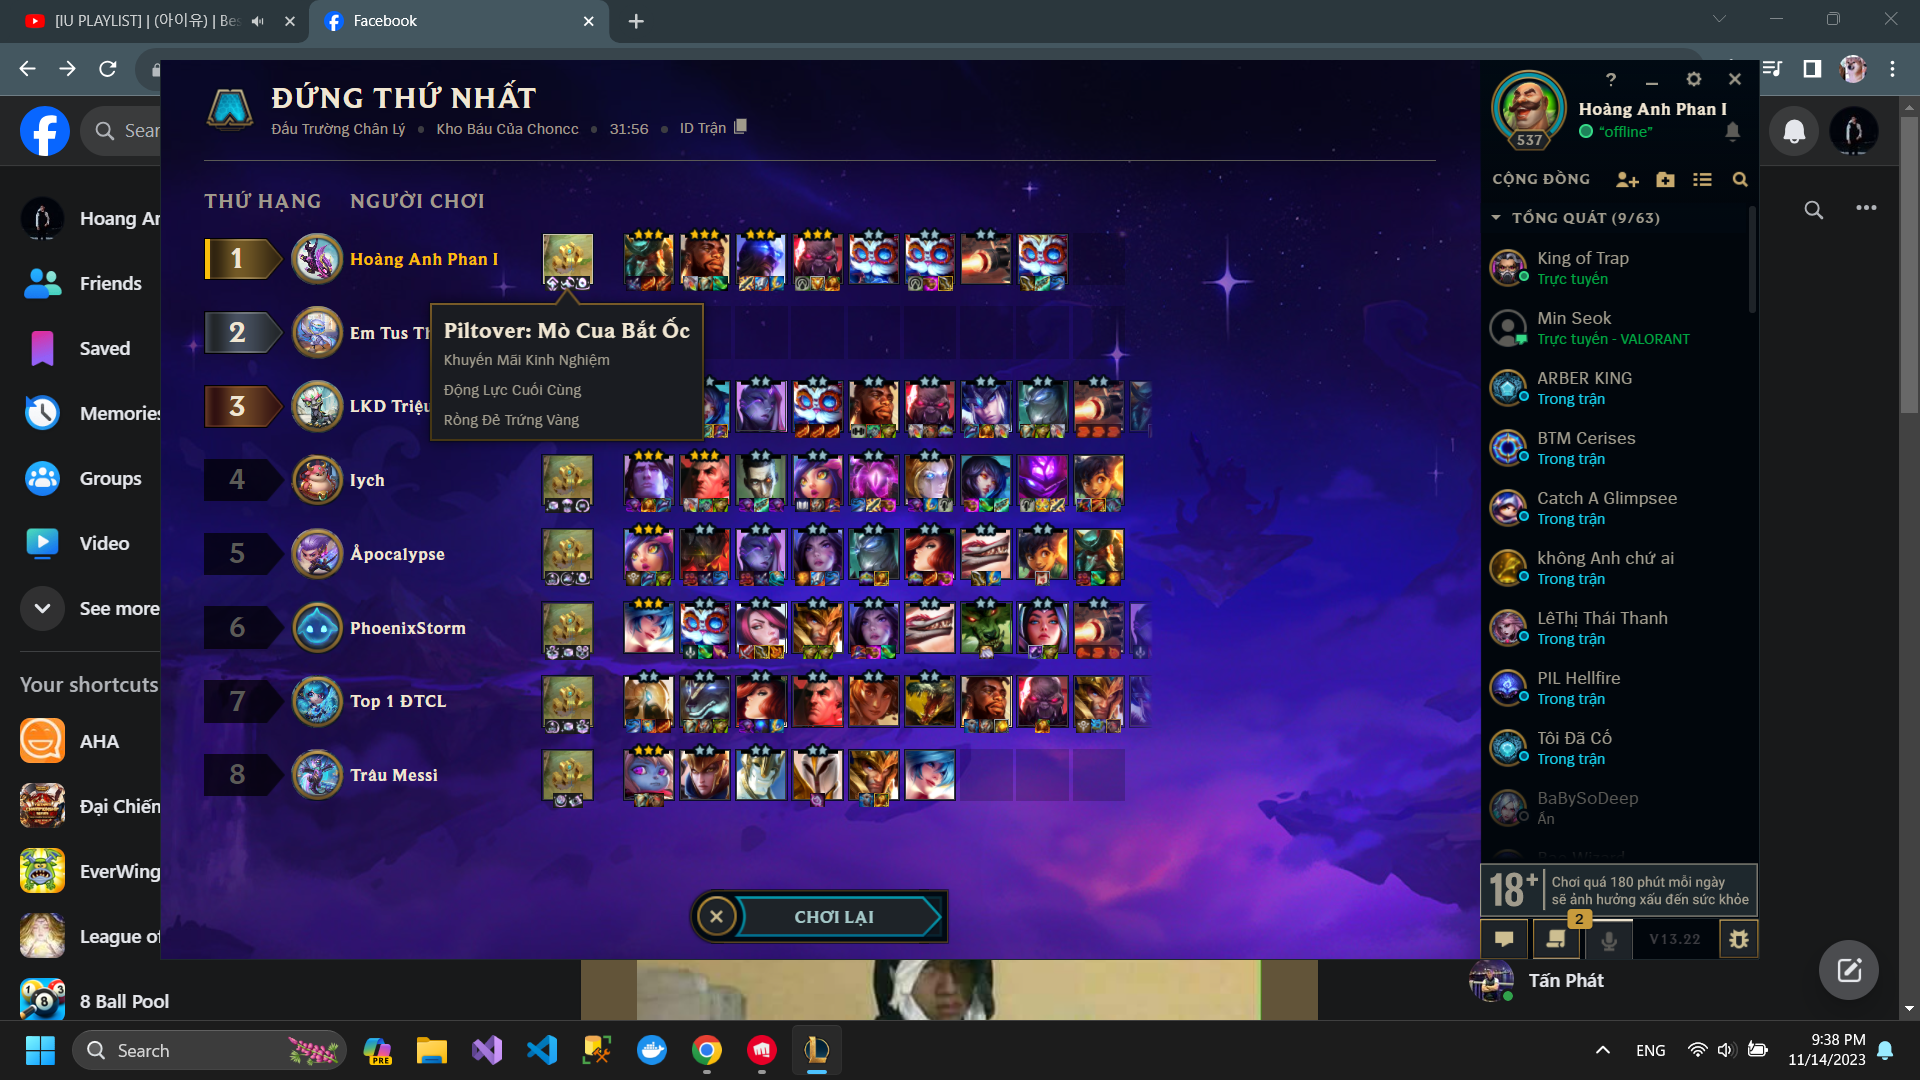 [IU PLAYLIST] | (아이유) | Bes
Facebook
Sear
ĐỨNG THỨ NHẤT
Đấu Trường Chân Lý • Kho Báu Của Choncc • 31:56 • ID Trận
THỨ HẠNG NGƯỜI CHƠI
1 Hoàng Anh Phan I
2 Em Tus Th
Piltover: Mò Cua Bắt Ốc
Khuyến Mãi Kinh Nghiệm
Động Lực Cuối Cùng
Rồng Đẻ Trứng Vàng
3 LKD Triệu
4 Iych
5 Åpocalypse
6 PhoenixStorm
7 Top 1 ĐTCL
8 Trâu Messi
CHƠI LẠI
Hoang An
Friends
Saved
Memories
Groups
Video
See more
Your shortcuts
AHA
Đại Chiến
EverWing
League of
8 Ball Pool
?
Hoàng Anh Phan I
"offline"
537
CỘNG ĐỒNG
TỔNG QUÁT (9/63)
King of Trap
Trực tuyến
Min Seok
Trực tuyến - VALORANT
ARBER KING
Trong trận
BTM Cerises
Trong trận
Catch A Glimpsee
Trong trận
không Anh chứ ai
Trong trận
LêThị Thái Thanh
Trong trận
PIL Hellfire
Trong trận
Tôi Đã Cố
Trong trận
BaBySoDeep
Ẩn
18+
Chơi quá 180 phút mỗi ngày
sẽ ảnh hưởng xấu đến sức khỏe
2
V13.22
Tấn Phát
Search
PRE
ENG
9:38 PM
11/14/2023